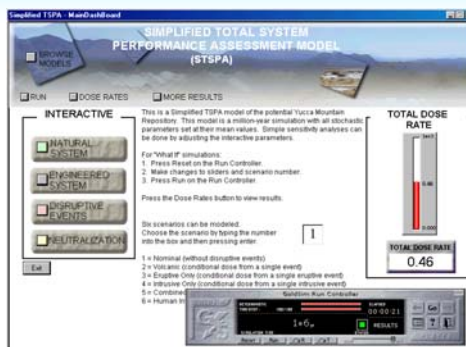 Simplified TSPA - MainDashBoard
SIMPLIFIED TOTAL SYSTEM
PERFORMANCE ASSESSMENT MODEL
(STSPA)
BROWSE
MODELS
RUN
DOSE RATES
MORE RESULTS
INTERACTIVE
NATURAL
SYSTEM
ENGINEERED
SYSTEM
DISRUPTIVE
EVENTS
NEUTRALIZATION
Exit
This is a Simplified TSPA model of the potential Yucca Mountain
Repository. This model is a million-year simulation with all stochastic
parameters set at their mean values. Simple sensitivity analyses can
be done by adjusting the interactive parameters.
For "What If" simulations:
1. Press Reset on the Run Controller.
2. Make changes to sliders and scenario number.
3. Press Run on the Run Controller.
Press the Dose Rates button to view results.
Six scenarios can be modeled:
Choose the scenario by typing the number
into the box and then pressing enter.
1
1 = Nominal (without disruptive events)
2 = Volcanic (conditional dose from a single event)
3 = Eruptive Only (conditional dose from a single eruptive event)
4 = Intrusive Only (conditional dose from a single intrusive event)
5 = Combined
6 = Human In
TOTAL DOSE
RATE
0.46
0.000
TOTAL DOSE RATE
0.46
GoldSim Run Controller
ELAPSED
00:00:21
RESULTS
Reset
Run
Go